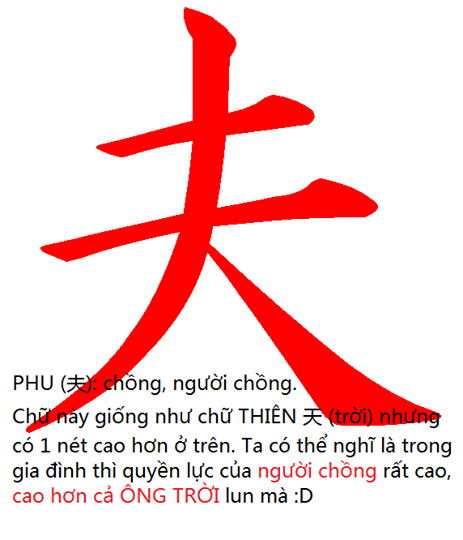 夫
PHU (夫): chồng, người chồng.
Chữ này giống như chữ THIÊN 天 (trời) nhưng
có 1 nét cao hơn ở trên. Ta có thể nghĩ là trong
gia đình thì quyền lực của người chồng rất cao,
cao hơn cả ÔNG TRỜI lun mà :D